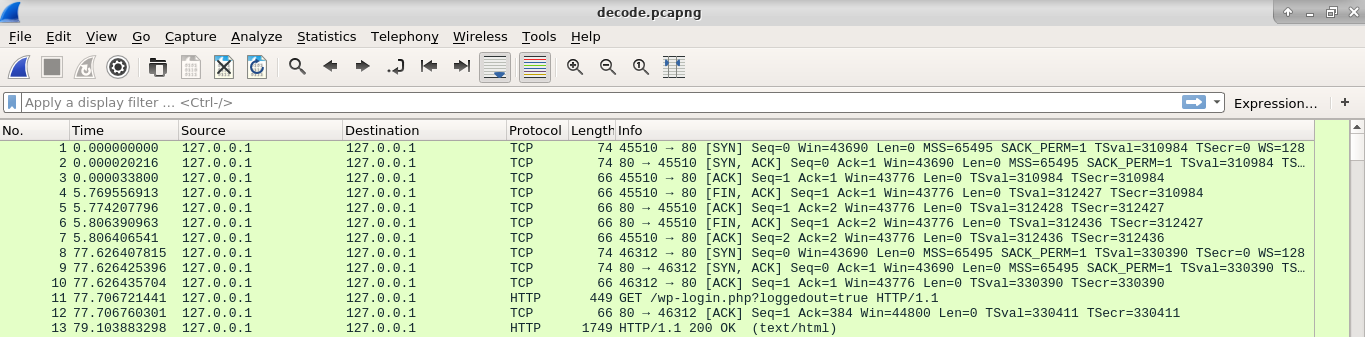 decode.pcapng
File Edit View Go Capture Analyze Statistics Telephony Wireless Tools Help
Apply a display filter … <Ctrl-/> Expression… +
No. Time Source Destination Protocol Length Info
1 0.000000000 127.0.0.1 127.0.0.1 TCP 74 45510 → 80 [SYN] Seq=0 Win=43690 Len=0 MSS=65495 SACK_PERM=1 TSval=310984 TSecr=0 WS=128
2 0.000020216 127.0.0.1 127.0.0.1 TCP 74 80 → 45510 [SYN, ACK] Seq=0 Ack=1 Win=43690 Len=0 MSS=65495 SACK_PERM=1 TSval=310984 TS…
3 0.000033800 127.0.0.1 127.0.0.1 TCP 66 45510 → 80 [ACK] Seq=1 Ack=1 Win=43776 Len=0 TSval=310984 TSecr=310984
4 5.769556913 127.0.0.1 127.0.0.1 TCP 66 45510 → 80 [FIN, ACK] Seq=1 Ack=1 Win=43776 Len=0 TSval=312427 TSecr=310984
5 5.774207796 127.0.0.1 127.0.0.1 TCP 66 80 → 45510 [ACK] Seq=1 Ack=2 Win=43776 Len=0 TSval=312428 TSecr=312427
6 5.806390963 127.0.0.1 127.0.0.1 TCP 66 80 → 45510 [FIN, ACK] Seq=1 Ack=2 Win=43776 Len=0 TSval=312436 TSecr=312427
7 5.806406541 127.0.0.1 127.0.0.1 TCP 66 45510 → 80 [ACK] Seq=2 Ack=2 Win=43776 Len=0 TSval=312436 TSecr=312436
8 77.626407815 127.0.0.1 127.0.0.1 TCP 74 46312 → 80 [SYN] Seq=0 Win=43690 Len=0 MSS=65495 SACK_PERM=1 TSval=330390 TSecr=0 WS=128
9 77.626425396 127.0.0.1 127.0.0.1 TCP 74 80 → 46312 [SYN, ACK] Seq=0 Ack=1 Win=43690 Len=0 MSS=65495 SACK_PERM=1 TSval=330390 TS…
10 77.626435704 127.0.0.1 127.0.0.1 TCP 66 46312 → 80 [ACK] Seq=1 Ack=1 Win=43776 Len=0 TSval=330390 TSecr=330390
11 77.706721441 127.0.0.1 127.0.0.1 HTTP 449 GET /wp-login.php?loggedout=true HTTP/1.1
12 77.706760301 127.0.0.1 127.0.0.1 TCP 66 80 → 46312 [ACK] Seq=1 Ack=384 Win=44800 Len=0 TSval=330411 TSecr=330411
13 79.103883298 127.0.0.1 127.0.0.1 HTTP 1749 HTTP/1.1 200 OK (text/html)